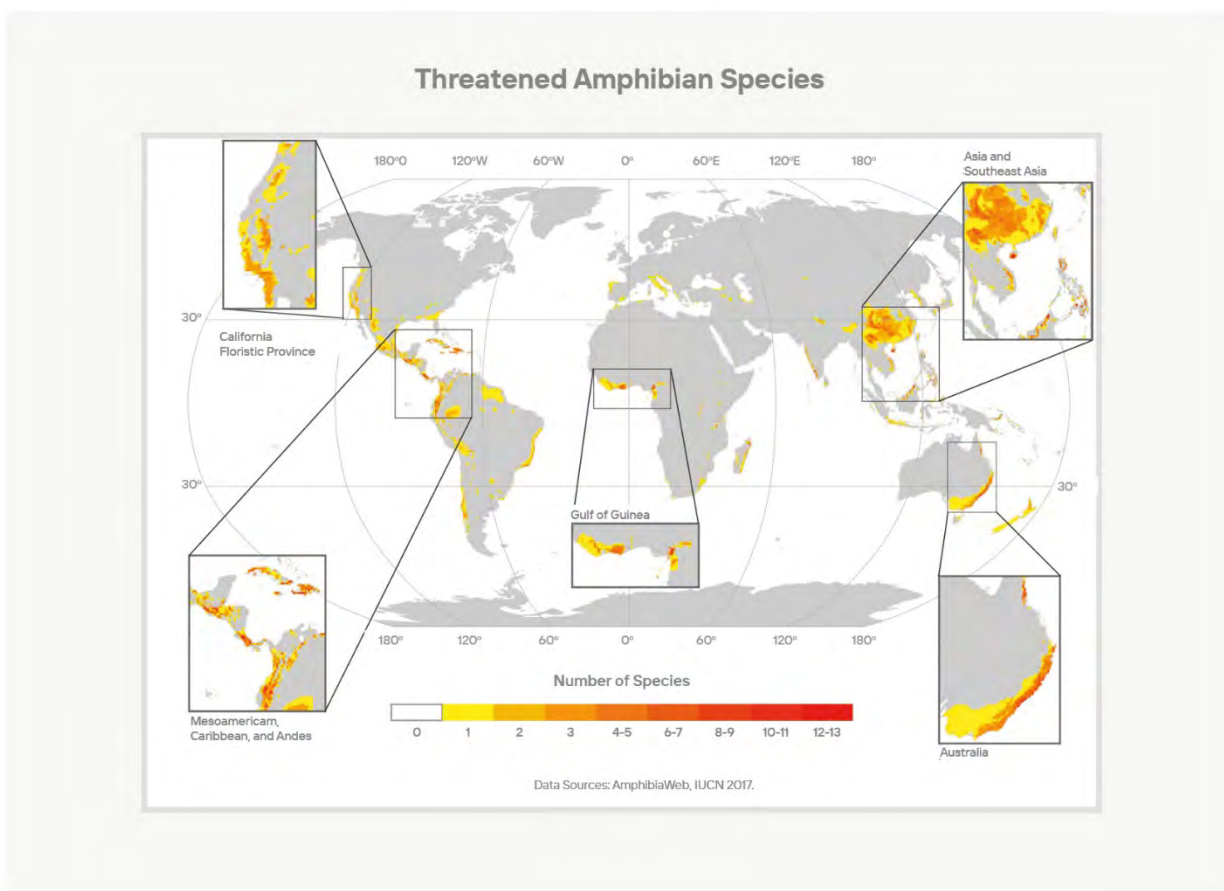 Threatened Amphibian Species
180°O 120°W 60°W 0° 60°E 120°E 180°
Asia and
Southeast Asia
30°
California
Floristic Province
30°
30°
Gulf of Guinea
180° 120° 60° 0° 60° 120° 180°
Number of Species
0 1 2 3 4-5 6-7 8-9 10-11 12-13
Mesoamericam,
Caribbean, and Andes
Australia
Data Sources: AmphibiaWeb, IUCN 2017.